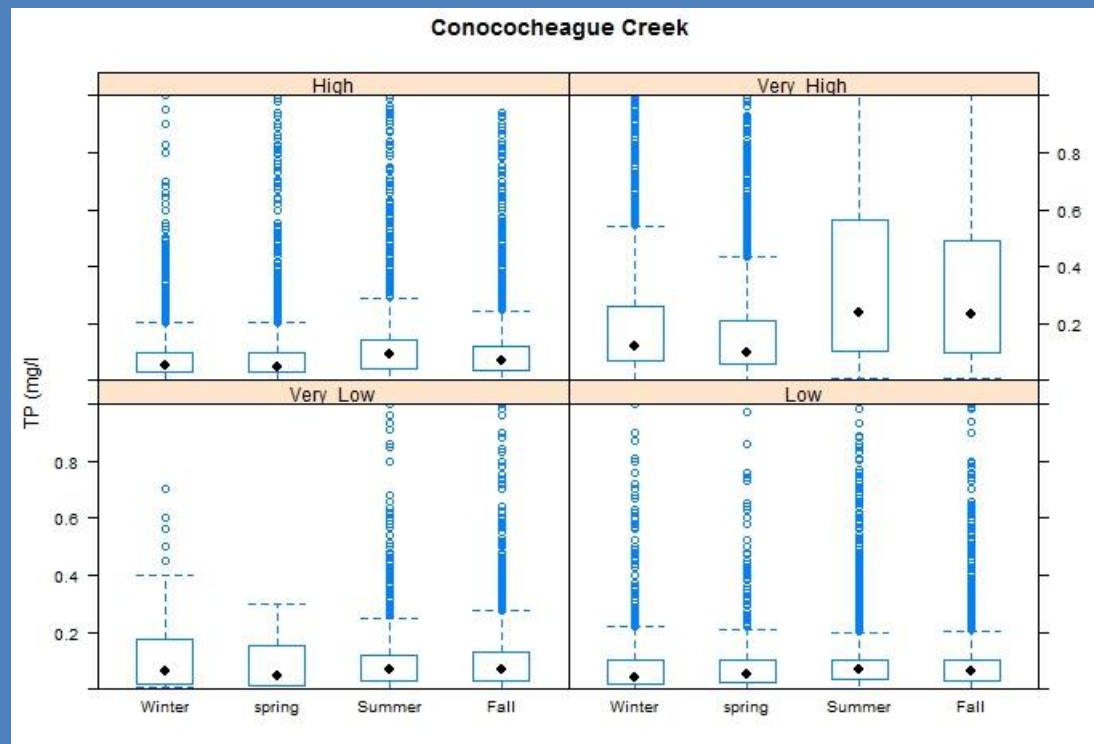 Conococheague Creek
High Very High
0.8
0.6
0.4
0.2
TP (mg/l
Very Low Low
0.8
0.6
0.4
0.2
Winter spring Summer Fall Winter spring Summer Fall